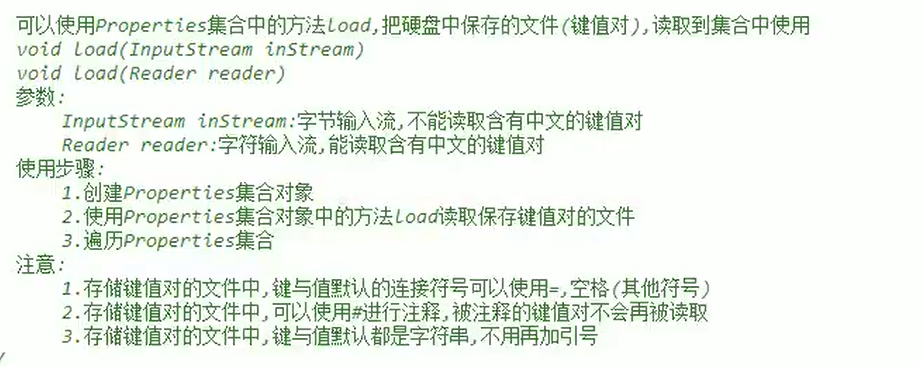 可以使用Properties集合中的方法load,把硬盘中保存的文件(键值对),读取到集合中使用
void load(InputStream inStream)
void load(Reader reader)
参数:
InputStream inStream:字节输入流,不能读取含有中文的键值对
Reader reader:字符输入流,能读取含有中文的键值对
使用步骤:
1.创建Properties集合对象
2.使用Properties集合对象中的方法load读取保存键值对的文件
3.遍历Properties集合
注意:
1.存储键值对的文件中,键与值默认的连接符号可以使用=,空格(其他符号)
2.存储键值对的文件中,可以使用#进行注释,被注释的键值对不会再被读取
3.存储键值对的文件中,键与值默认都是字符串,不用再加引号
/